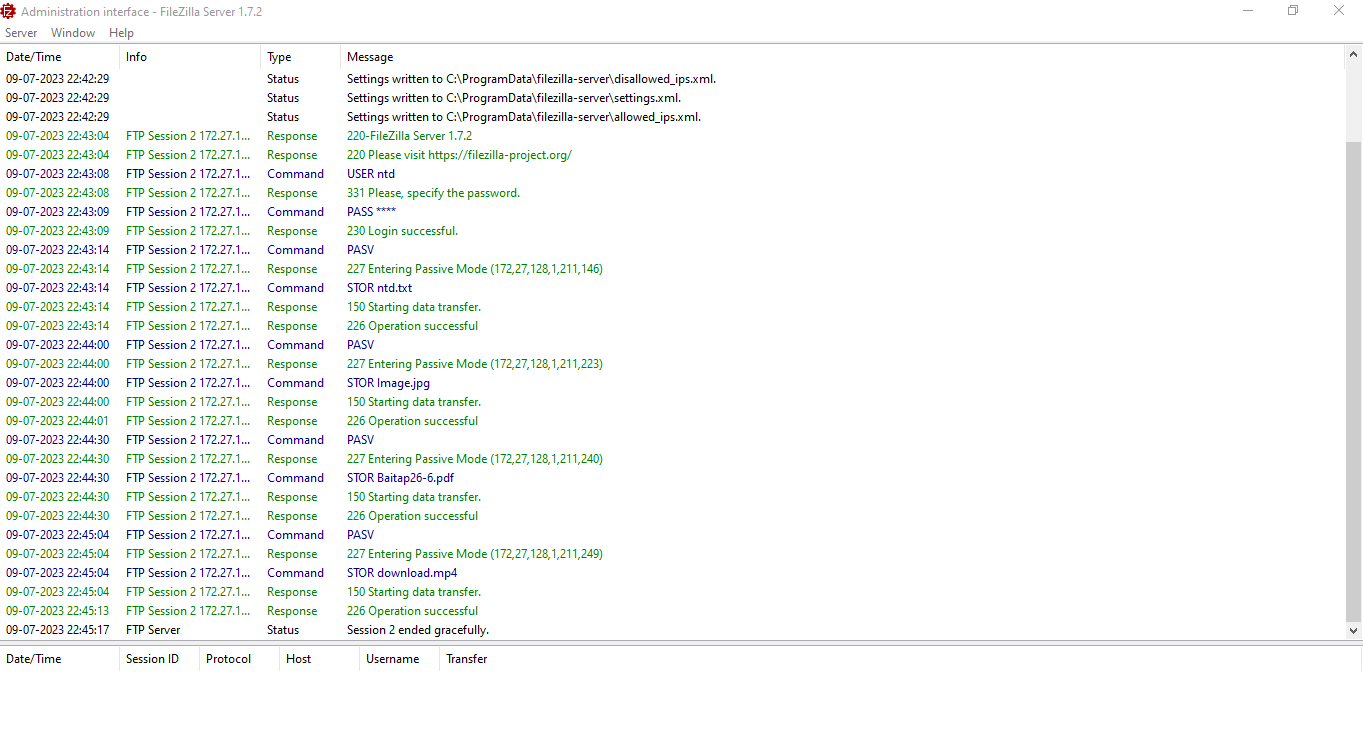 Administration interface - FileZilla Server 1.7.2
Server Window Help
Date/Time Info Type Message
09-07-2023 22:42:29 Status Settings written to C:\ProgramData\filezilla-server\disallowed_ips.xml.
09-07-2023 22:42:29 Status Settings written to C:\ProgramData\filezilla-server\settings.xml.
09-07-2023 22:42:29 Status Settings written to C:\ProgramData\filezilla-server\allowed_ips.xml.
09-07-2023 22:43:04 FTP Session 2 172.27.1... Response 220-FileZilla Server 1.7.2
09-07-2023 22:43:04 FTP Session 2 172.27.1... Response 220 Please visit https://filezilla-project.org/
09-07-2023 22:43:08 FTP Session 2 172.27.1... Command USER ntd
09-07-2023 22:43:08 FTP Session 2 172.27.1... Response 331 Please, specify the password.
09-07-2023 22:43:09 FTP Session 2 172.27.1... Command PASS ****
09-07-2023 22:43:09 FTP Session 2 172.27.1... Response 230 Login successful.
09-07-2023 22:43:14 FTP Session 2 172.27.1... Command PASV
09-07-2023 22:43:14 FTP Session 2 172.27.1... Response 227 Entering Passive Mode (172,27,128,1,211,146)
09-07-2023 22:43:14 FTP Session 2 172.27.1... Command STOR ntd.txt
09-07-2023 22:43:14 FTP Session 2 172.27.1... Response 150 Starting data transfer.
09-07-2023 22:43:14 FTP Session 2 172.27.1... Response 226 Operation successful
09-07-2023 22:44:00 FTP Session 2 172.27.1... Command PASV
09-07-2023 22:44:00 FTP Session 2 172.27.1... Response 227 Entering Passive Mode (172,27,128,1,211,223)
09-07-2023 22:44:00 FTP Session 2 172.27.1... Command STOR Image.jpg
09-07-2023 22:44:00 FTP Session 2 172.27.1... Response 150 Starting data transfer.
09-07-2023 22:44:01 FTP Session 2 172.27.1... Response 226 Operation successful
09-07-2023 22:44:30 FTP Session 2 172.27.1... Command PASV
09-07-2023 22:44:30 FTP Session 2 172.27.1... Response 227 Entering Passive Mode (172,27,128,1,211,240)
09-07-2023 22:44:30 FTP Session 2 172.27.1... Command STOR Baitap26-6.pdf
09-07-2023 22:44:30 FTP Session 2 172.27.1... Response 150 Starting data transfer.
09-07-2023 22:44:30 FTP Session 2 172.27.1... Response 226 Operation successful
09-07-2023 22:45:04 FTP Session 2 172.27.1... Command PASV
09-07-2023 22:45:04 FTP Session 2 172.27.1... Response 227 Entering Passive Mode (172,27,128,1,211,249)
09-07-2023 22:45:04 FTP Session 2 172.27.1... Command STOR download.mp4
09-07-2023 22:45:04 FTP Session 2 172.27.1... Response 150 Starting data transfer.
09-07-2023 22:45:13 FTP Session 2 172.27.1... Response 226 Operation successful
09-07-2023 22:45:17 FTP Server Status Session 2 ended gracefully.
Date/Time Session ID Protocol Host Username Transfer